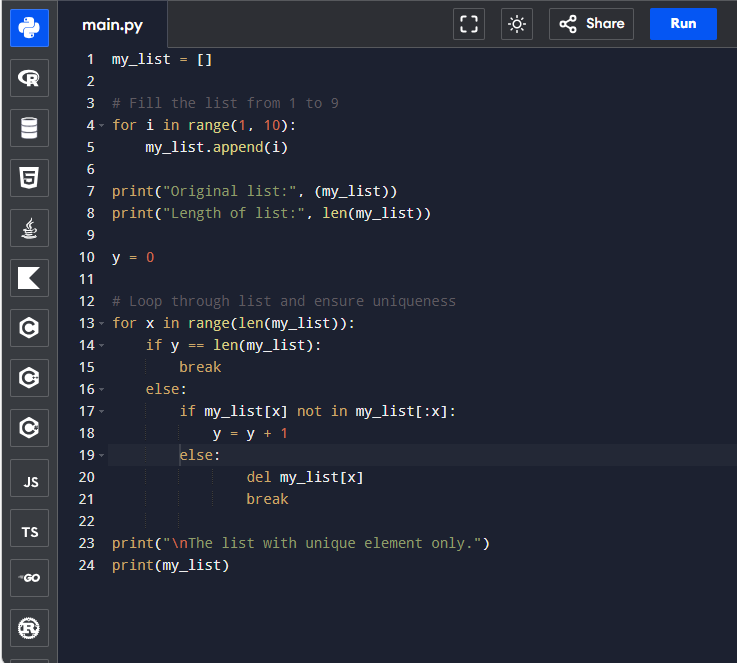 main.py
Share
Run
1 my_list = []
2
3 # Fill the list from 1 to 9
4 for i in range(1, 10):
5     my_list.append(i)
6
7 print("Original list:", (my_list))
8 print("Length of list:", len(my_list))
9
10 y = 0
11
12 # Loop through list and ensure uniqueness
13 for x in range(len(my_list)):
14     if y == len(my_list):
15         break
16     else:
17         if my_list[x] not in my_list[:x]:
18             y = y + 1
19         else:
20                 del my_list[x]
21                 break
22
23 print("\nThe list with unique element only.")
24 print(my_list)
R
5
C
C
C
JS
TS
GO
R